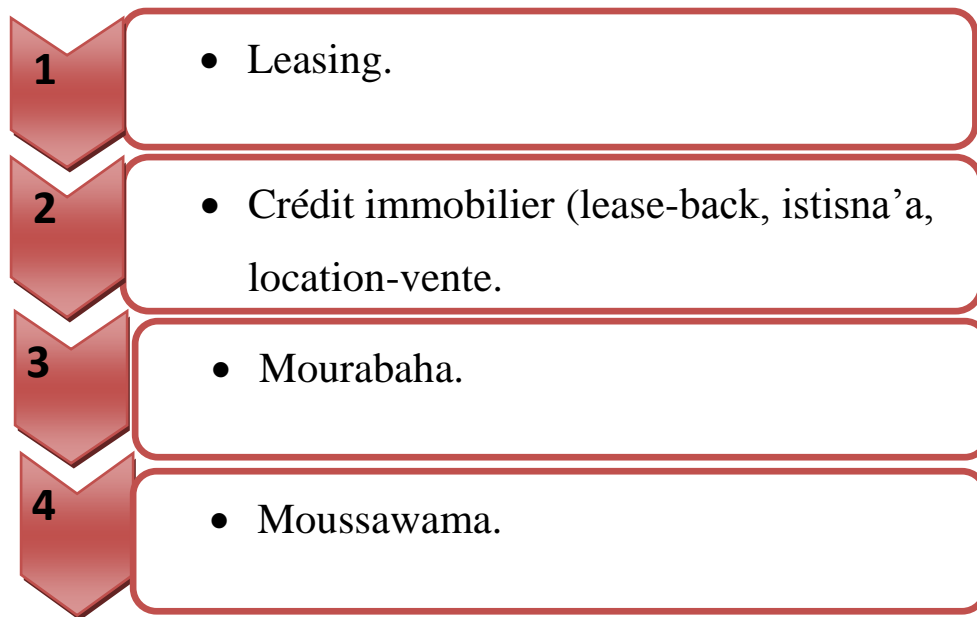 1
• Leasing.
2
• Crédit immobilier (lease-back, istisna’a,
location-vente.
3
• Mourabaha.
4
• Moussawama.